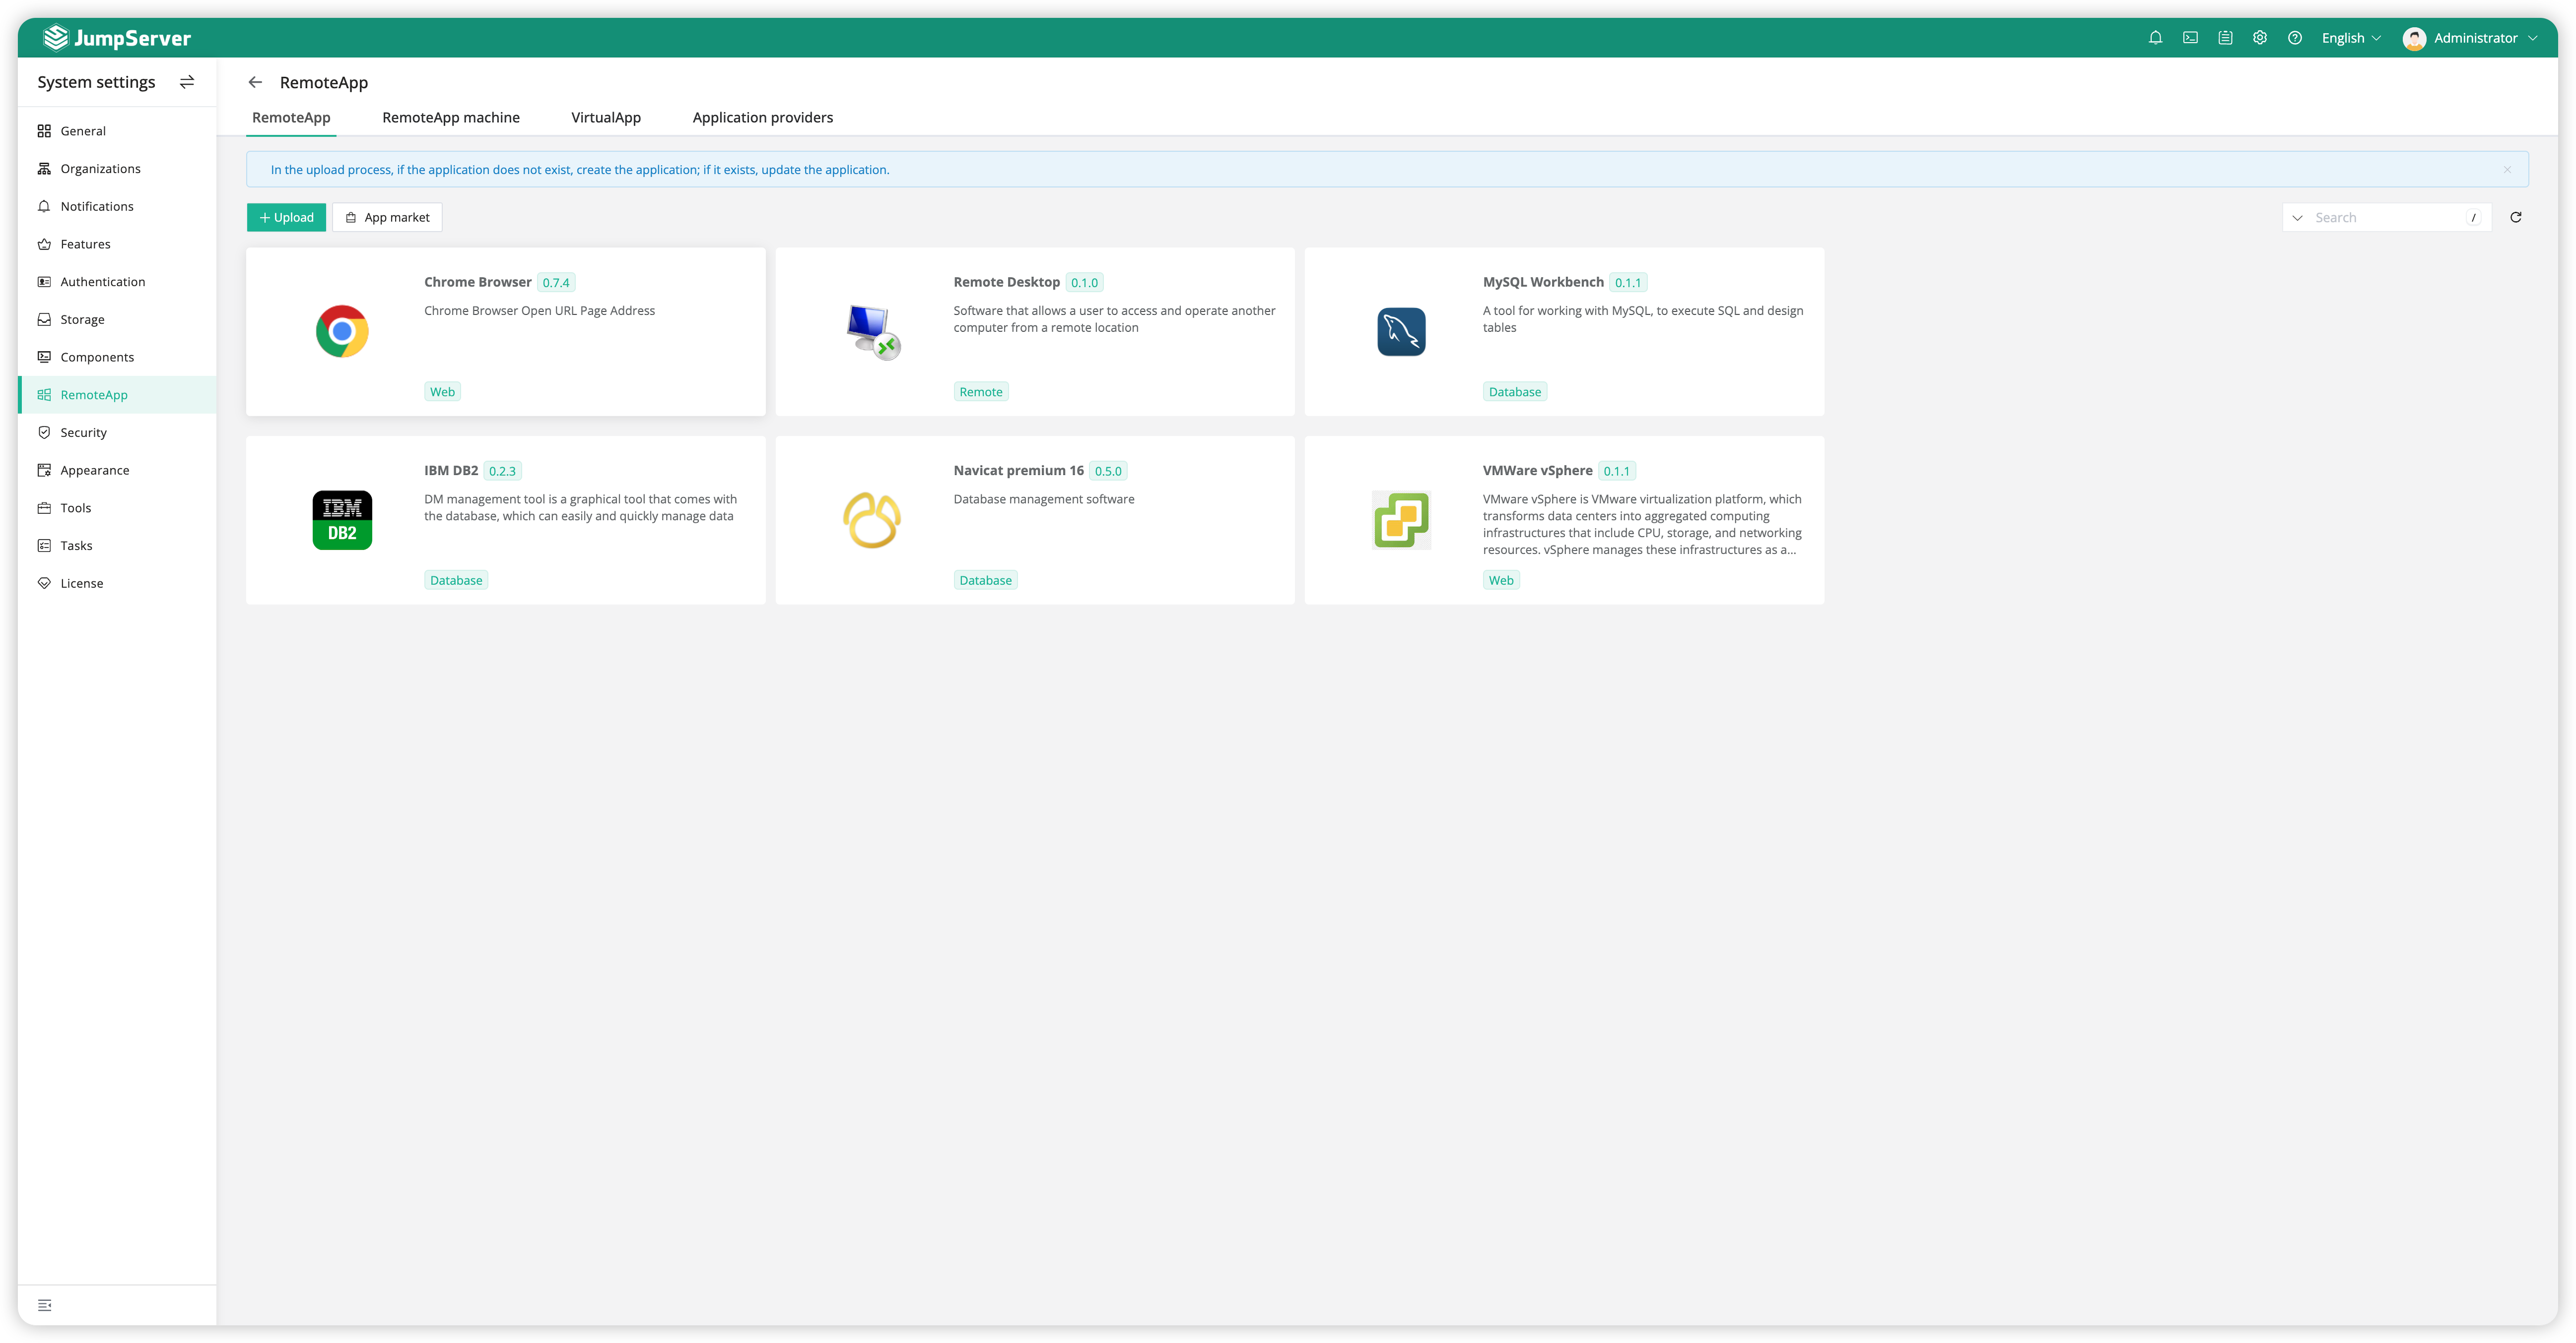 JumpServer
English
Administrator
System settings
General
Organizations
Notifications
Features
Authentication
Storage
Components
RemoteApp
Security
Appearance
Tools
Tasks
License
RemoteApp
RemoteApp
RemoteApp machine
VirtualApp
Application providers
In the upload process, if the application does not exist, create the application; if it exists, update the application.
Upload
App market
Search
/
Chrome Browser 0.7.4
Chrome Browser Open URL Page Address
Web
Remote Desktop 0.1.0
Software that allows a user to access and operate another
computer from a remote location
Remote
MySQL Workbench 0.1.1
A tool for working with MySQL, to execute SQL and design
tables
Database
IBM
DB2
IBM DB2 0.2.3
DM management tool is a graphical tool that comes with
the database, which can easily and quickly manage data
Database
Navicat premium 16 0.5.0
Database management software
Database
VMWare vSphere 0.1.1
VMware vSphere is VMware virtualization platform, which
transforms data centers into aggregated computing
infrastructures that include CPU, storage, and networking
resources. vSphere manages these infrastructures as a...
Web